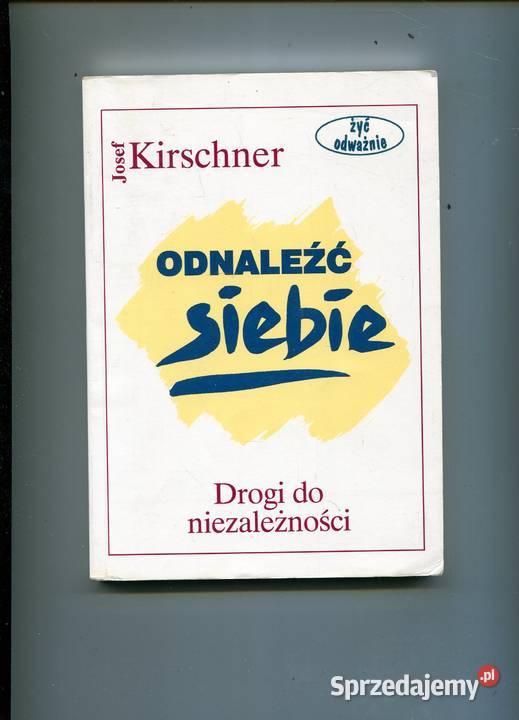 Josef Kirschner
żyć
odważnie
ODNALEŹĆ
siebie
Drogi do
niezależności
Sprzedajemy.pl